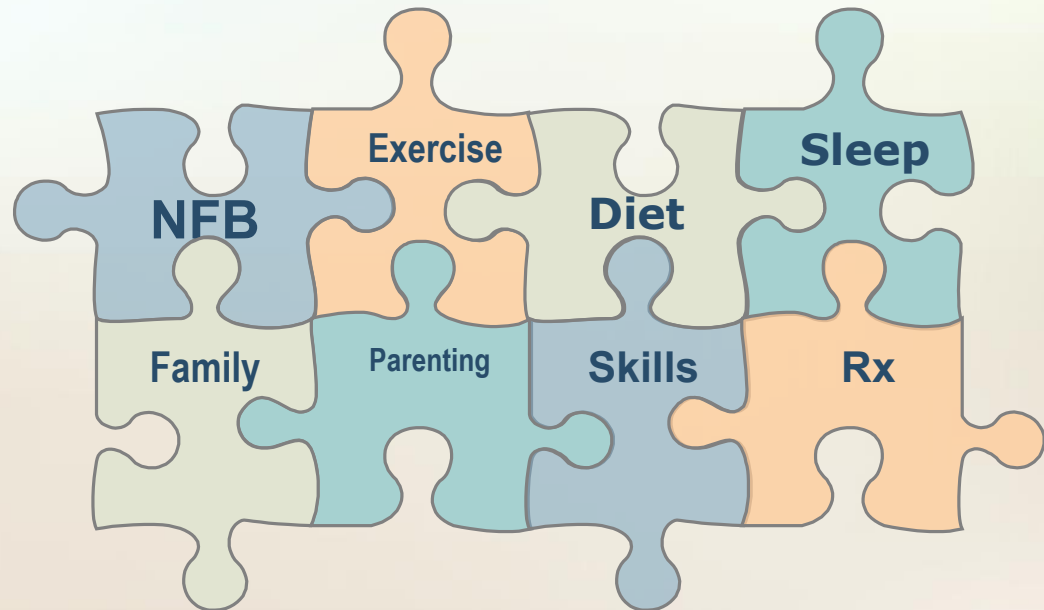 NFB
Exercise
Diet
Sleep
Family
Parenting
Skills
Rx